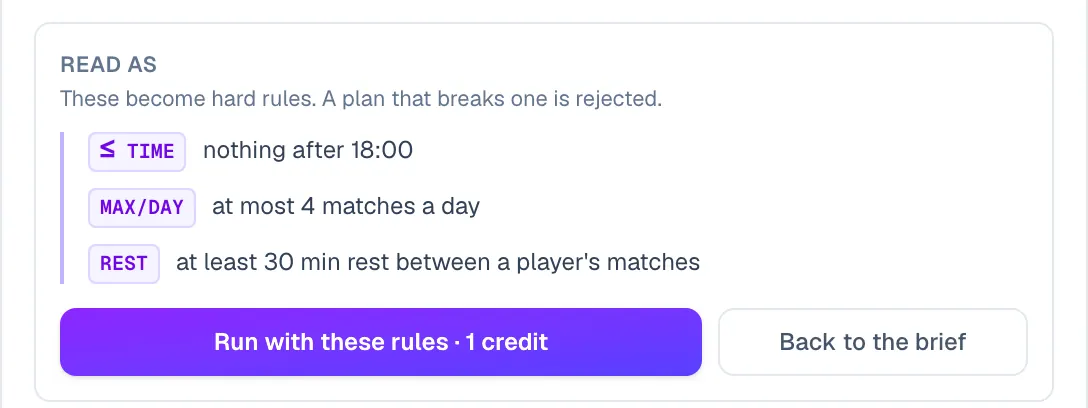 READ AS
These become hard rules. A plan that breaks one is rejected.
≤ TIME nothing after 18:00
MAX/DAY at most 4 matches a day
REST at least 30 min rest between a player's matches
Run with these rules · 1 credit Back to the brief